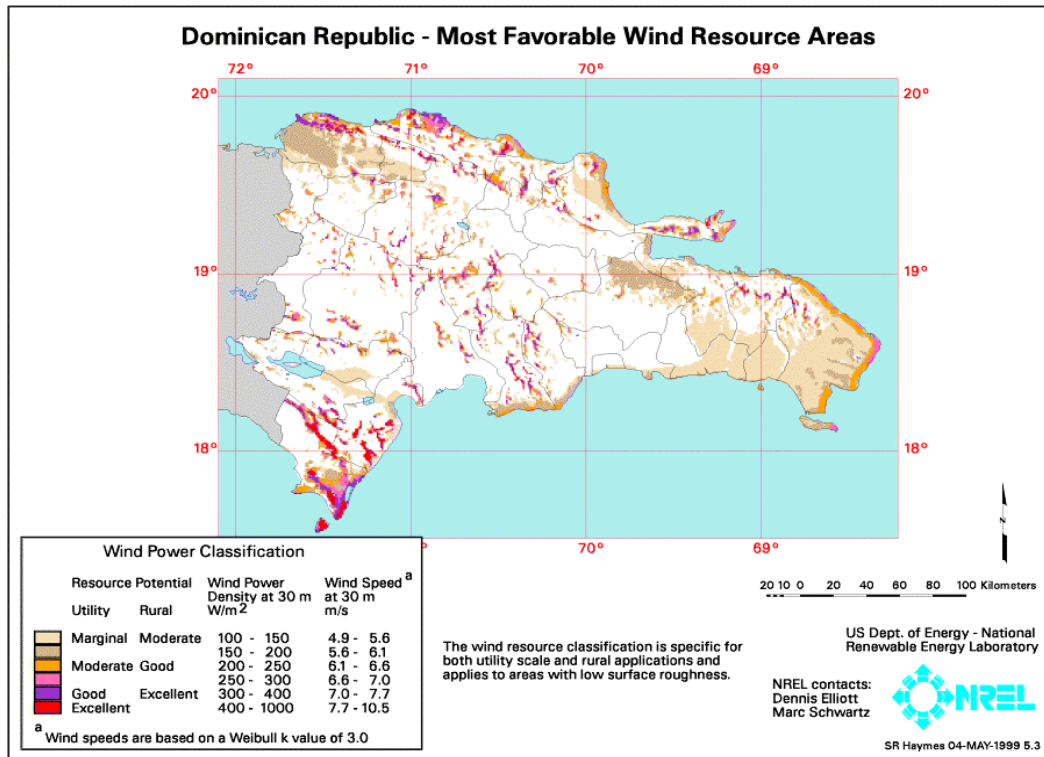 Dominican Republic - Most Favorable Wind Resource Areas
72° 71° 70° 69°
20° 20°
19° 19°
18° 18°
70° 69°
Wind Power Classification
Resource Potential Wind Power Wind Speed a
Density at 30 m at 30 m
Utility Rural W/m2 m/s
Marginal Moderate 100 - 150 4.9 - 5.6
150 - 200 5.6 - 6.1
Moderate Good 200 - 250 6.1 - 6.6
250 - 300 6.6 - 7.0
Good Excellent 300 - 400 7.0 - 7.7
Excellent 400 - 1000 7.7 - 10.5
a Wind speeds are based on a Weibull k value of 3.0
The wind resource classification is specific for
both utility scale and rural applications and
applies to areas with low surface roughness.
N
20 10 0 20 40 60 80 100 Kilometers
US Dept. of Energy - National
Renewable Energy Laboratory
NREL contacts:
Dennis Elliott
Marc Schwartz
NREL
SR Haymes 04-MAY-1999 5.3